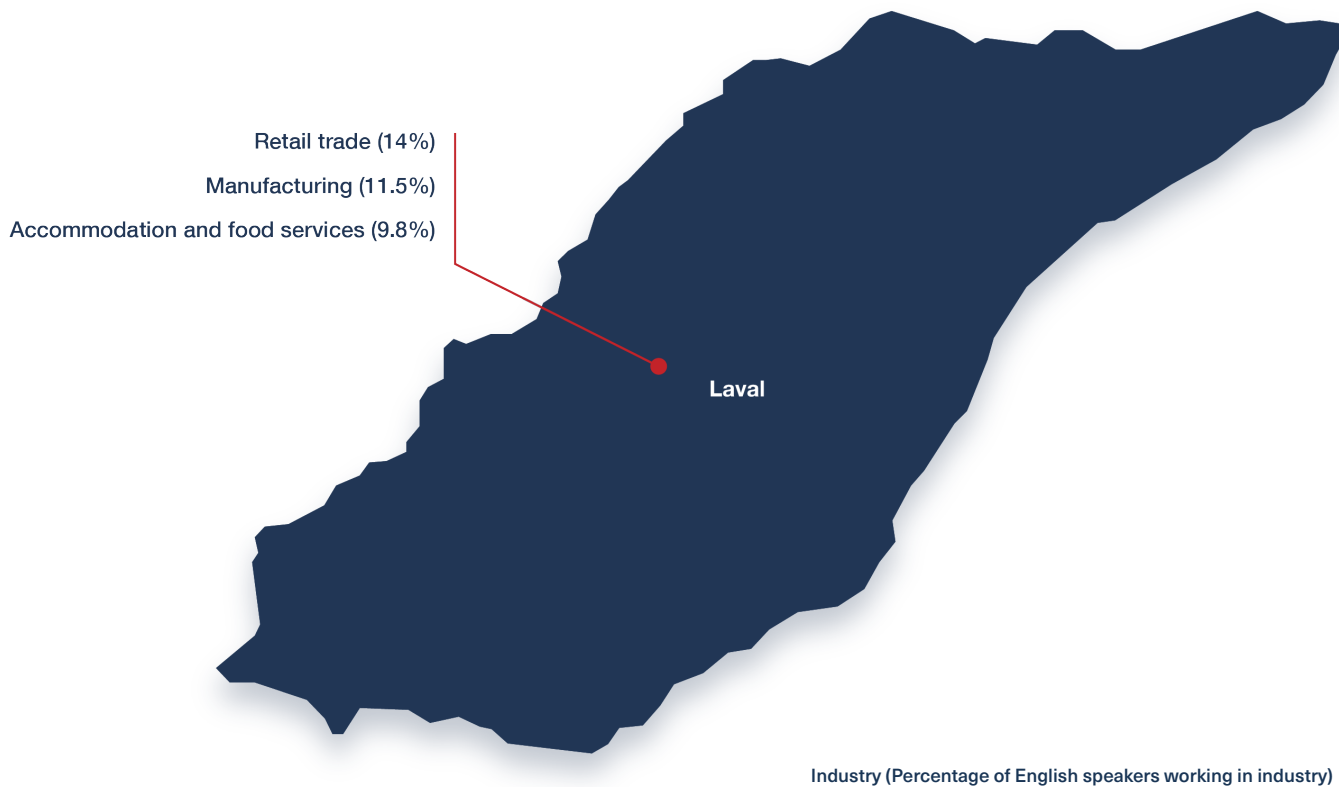 Retail trade (14%)
Manufacturing (11.5%)
Accommodation and food services (9.8%)
Laval
Industry (Percentage of English speakers working in industry)